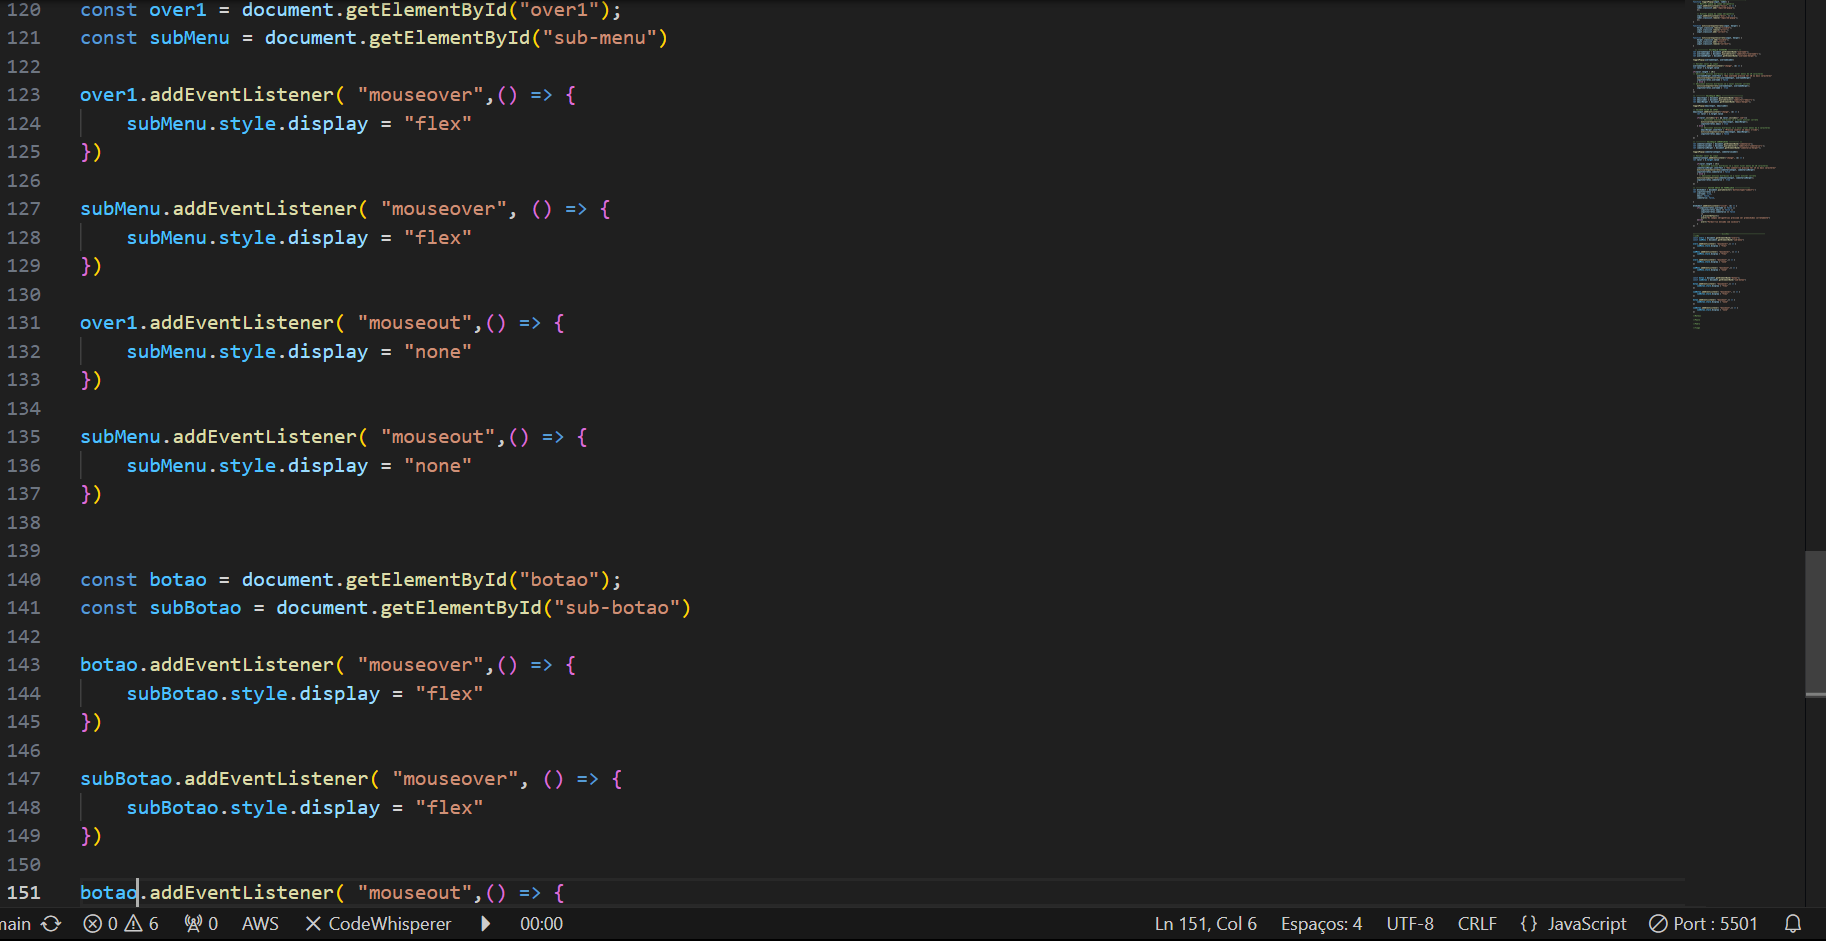 120 const over1 = document.getElementById("over1");
121 const subMenu = document.getElementById("sub-menu")
122
123 over1.addEventListener( "mouseover",() => {
124     subMenu.style.display = "flex"
125 })
126
127 subMenu.addEventListener( "mouseover", () => {
128     subMenu.style.display = "flex"
129 })
130
131 over1.addEventListener( "mouseout",() => {
132     subMenu.style.display = "none"
133 })
134
135 subMenu.addEventListener( "mouseout",() => {
136     subMenu.style.display = "none"
137 })
138
139
140 const botao = document.getElementById("botao");
141 const subBotao = document.getElementById("sub-botao")
142
143 botao.addEventListener( "mouseover",() => {
144     subBotao.style.display = "flex"
145 })
146
147 subBotao.addEventListener( "mouseover", () => {
148     subBotao.style.display = "flex"
149 })
150
151 botao.addEventListener( "mouseout",() => {
main 0 6 0 AWS CodeWhisperer 00:00 Ln 151, Col 6 Espaços: 4 UTF-8 CRLF {} JavaScript Port : 5501